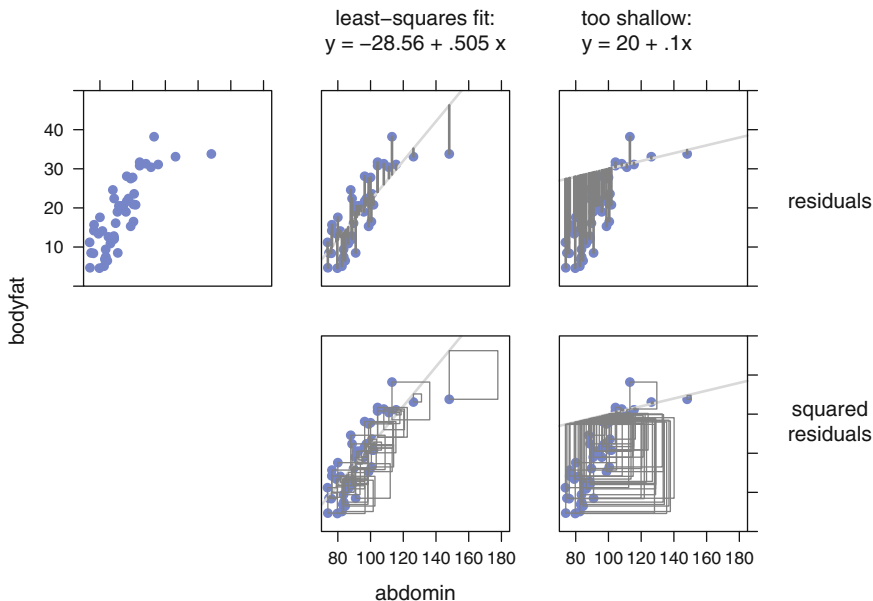 least−squares fit:
y = −28.56 + .505 x
too shallow:
y = 20 + .1x
40
30
20
10
residuals
bodyfat
squared
residuals
80 100 120 140 160 180
80 100 120 140 160 180
abdomin